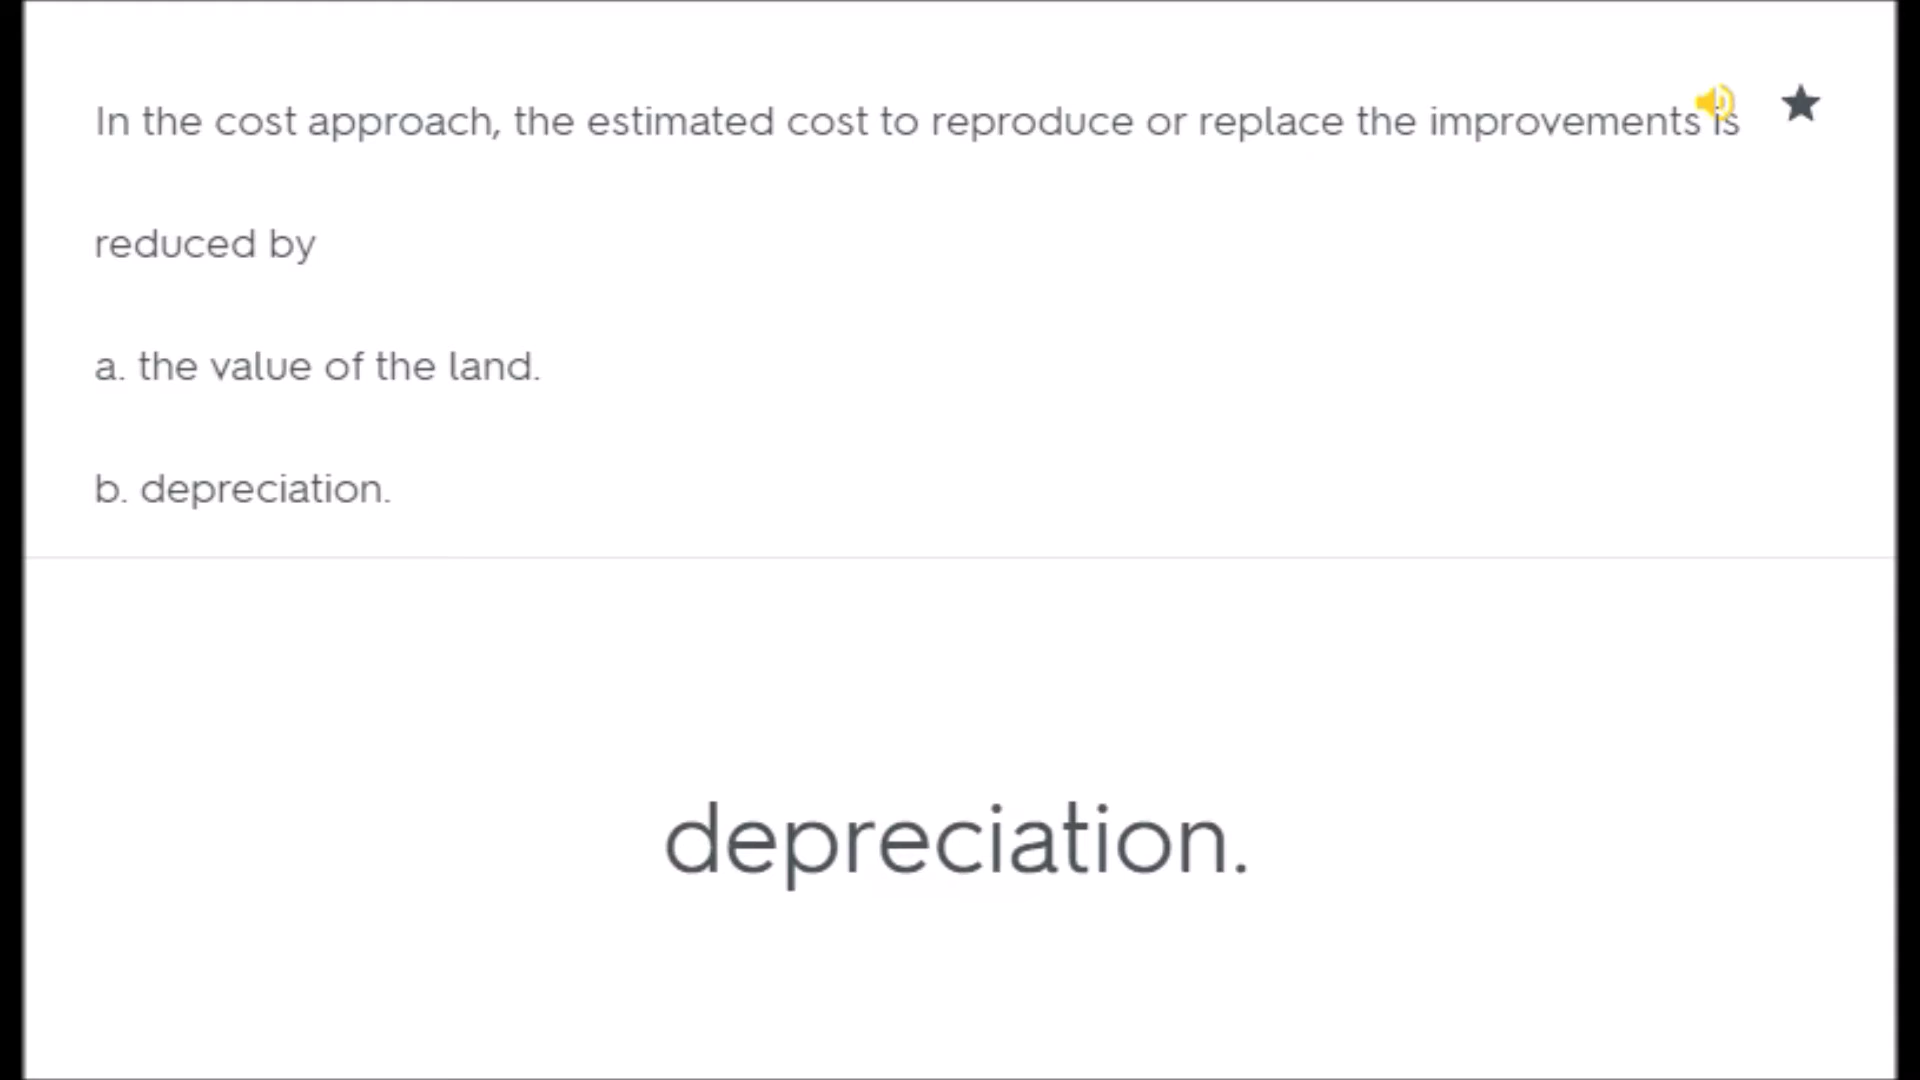 In the cost approach, the estimated cost to reproduce or replace the improvements is
reduced by
a. the value of the land.
b. depreciation.
depreciation.